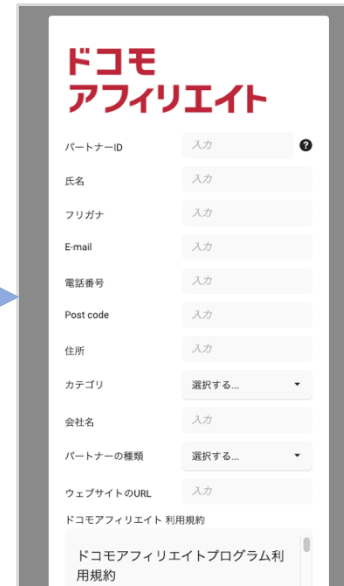 ドコモ
アフィリエイト
パートナーID 入力 ?
氏名 入力
フリガナ 入力
E-mail 入力
電話番号 入力
Post code 入力
住所 入力
カテゴリ 選択する...
会社名 入力
パートナーの種類 選択する...
ウェブサイトのURL 入力
ドコモアフィリエイト 利用規約
ドコモアフィリエイトプログラム利
用規約